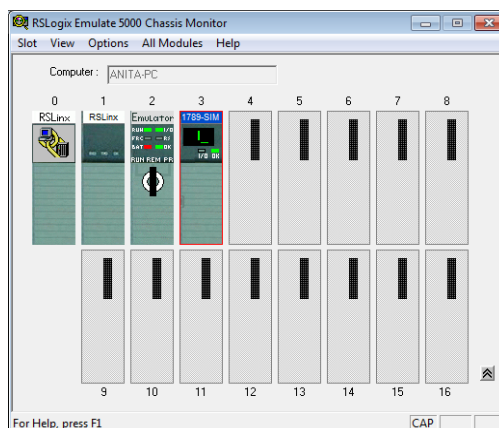 RSLogix Emulate 5000 Chassis Monitor
Slot View Options All Modules Help
Computer : ANITA-PC
0 1 2 3 4 5 6 7 8
RSLinx RSLinx Emulator 1789-SIM
RUN I/O
FRC RS
BAT OK
RUN REM PR
I/O OK
9 10 11 12 13 14 15 16
For Help, press F1 CAP